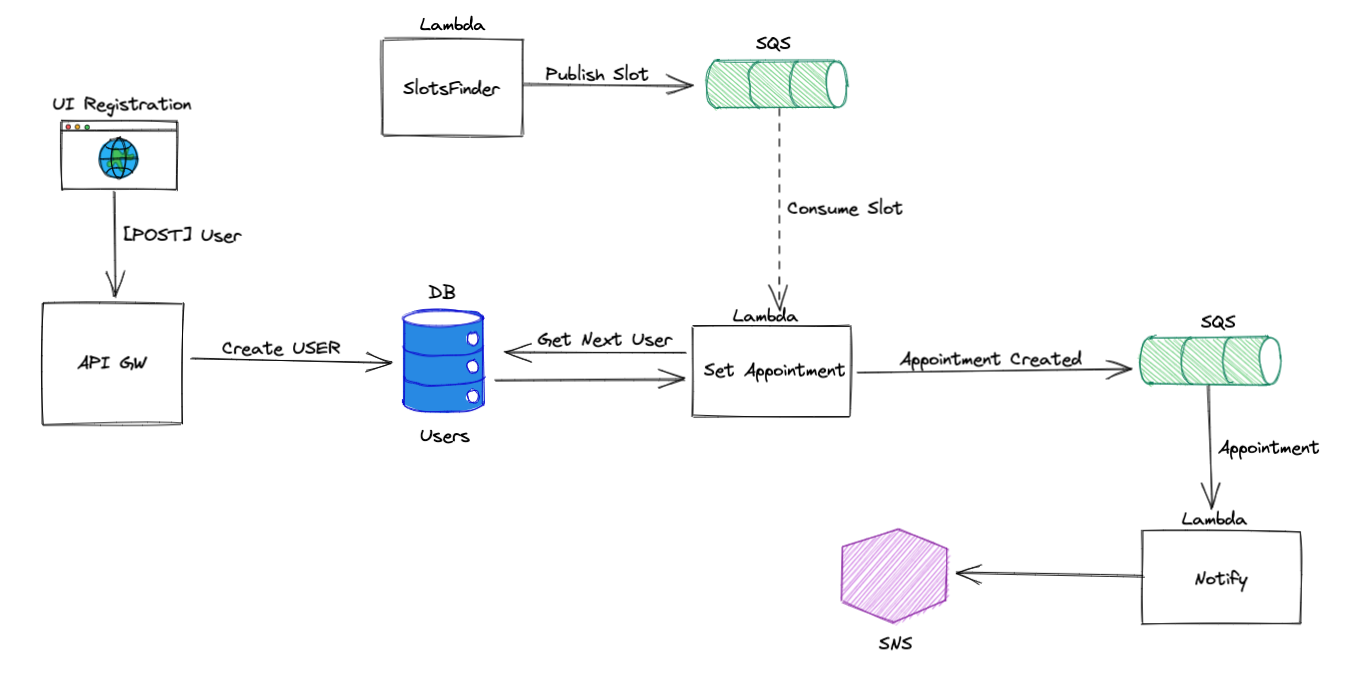 Lambda
SlotsFinder
Publish Slot
SQS
UI Registration
[POST] User
Consume Slot
API GW
Create USER
DB
Users
Get Next User
Lambda
Set Appointment
Appointment Created
SQS
Appointment
Lambda
Notify
SNS